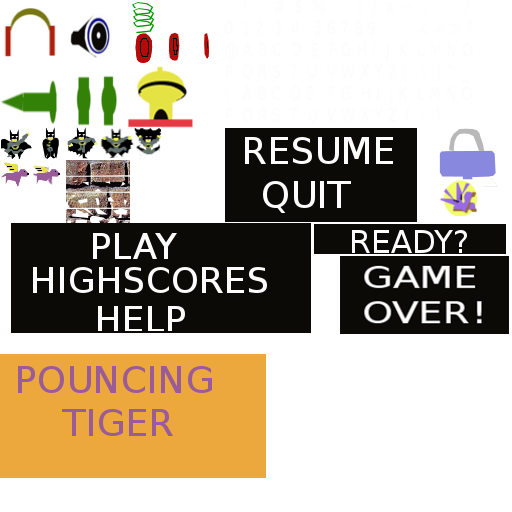 RESUME
QUIT
PLAY
HIGHSCORES
HELP
READY?
GAME
OVER!
POUNCING
TIGER